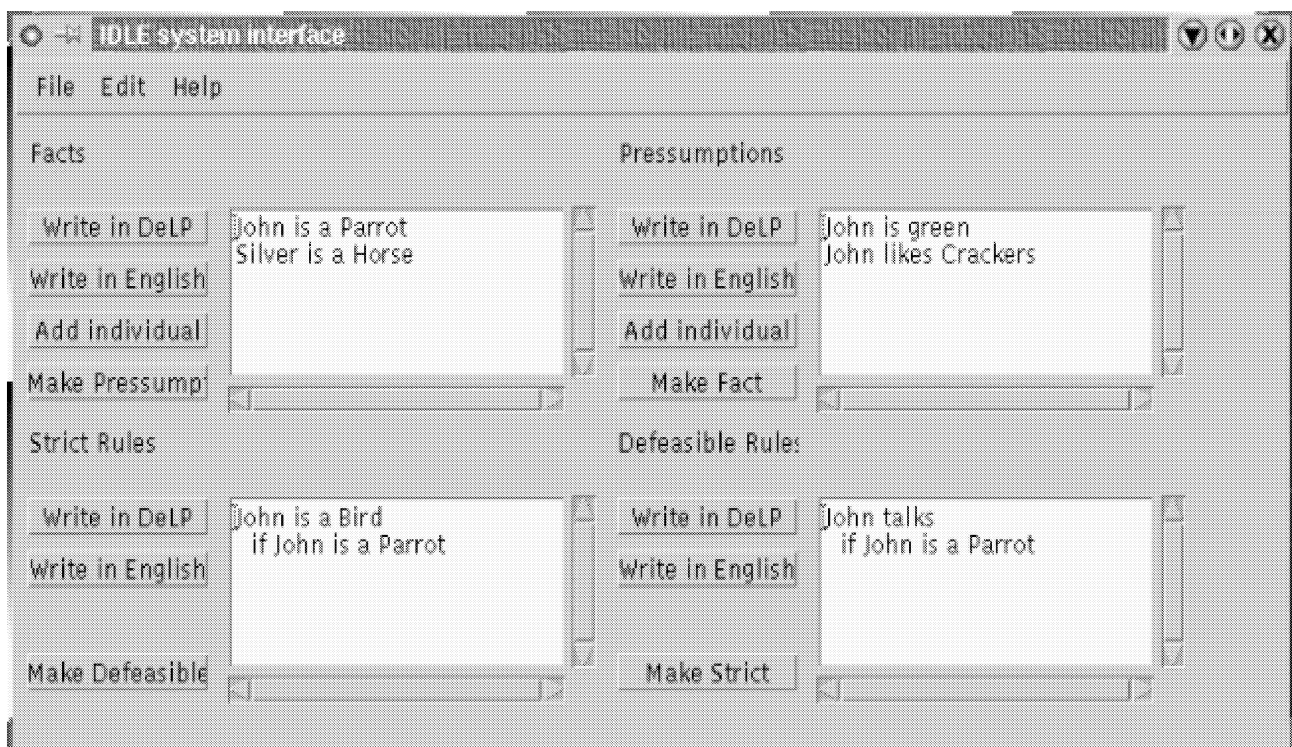 IDLE system interface
File Edit Help
Facts
Write in DeLP
Write in English
Add individual
Make Pressump
John is a Parrot
Silver is a Horse
Pressumptions
Write in DeLP
Write in English
Add individual
Make Fact
John is green
John likes Crackers
Strict Rules
Write in DeLP
Write in English
Make Defeasible
John is a Bird
if John is a Parrot
Defeasible Rules
Write in DeLP
Write in English
Make Strict
John talks
if John is a Parrot